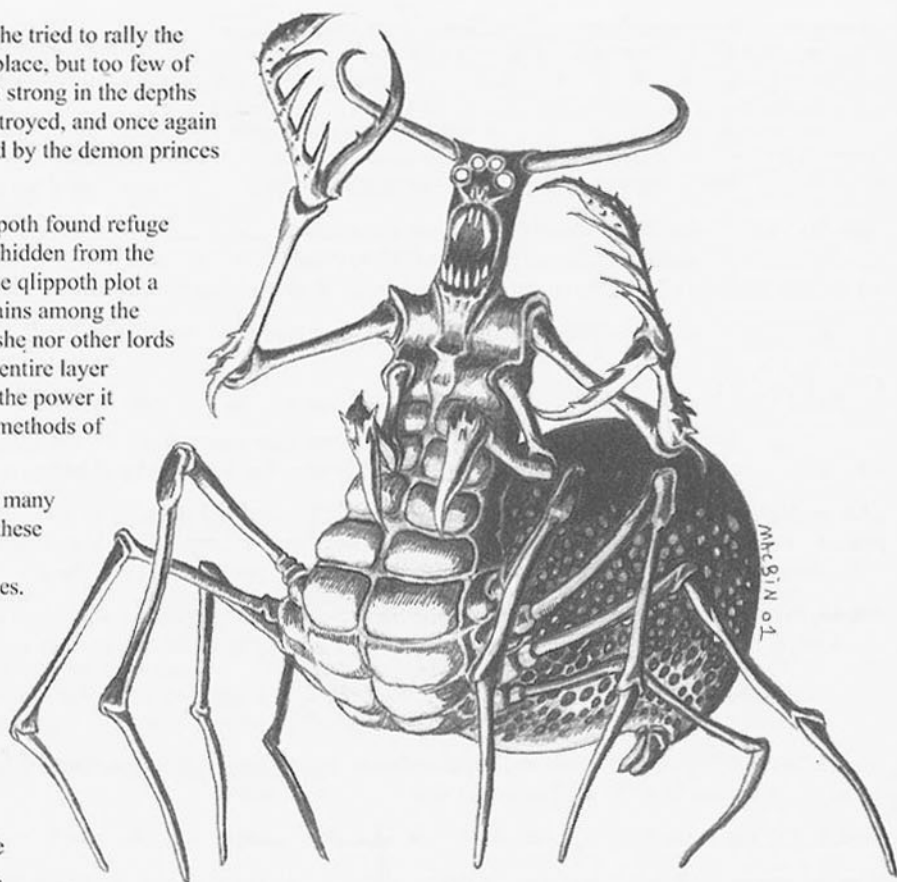 he tried to rally the
place, but too few of
strong in the depths
troyed, and once again
d by the demon princes
poth found refuge
hidden from the
e qlippoth plot a
ains among the
she nor other lords
entire layer
the power it
methods of
many
these
es.
e
MACBiN 01